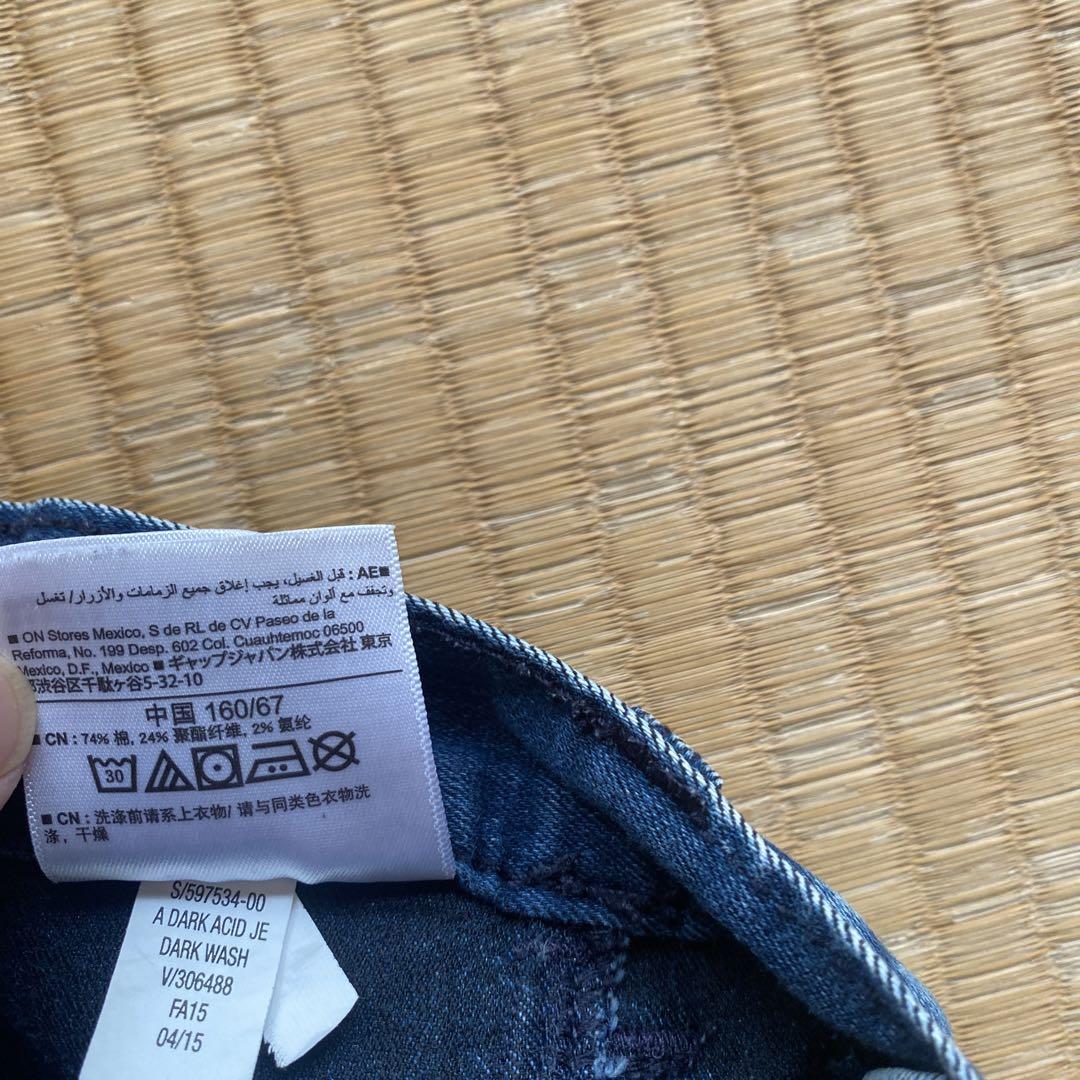 AE : قبل الغسيل، يجب إغلاق جميع الزمامات والأزرار/ تغسل
وتجفف مع ألوان مماثلة
■ ON Stores Mexico, S de RL de CV Paseo de la
Reforma, No. 199 Desp. 602 Col. Cuauhtemoc 06500
Mexico, D.F., Mexico ■ ギャップジャパン株式会社 東京
都渋谷区千駄ヶ谷5-32-10
中国 160/67
■ CN : 74% 棉, 24% 聚酯纤维, 2% 氨纶
30
■ CN : 洗涤前请系上衣物/ 请与同类色衣物洗
涤, 干燥
S/597534-00
A DARK ACID JE
DARK WASH
V/306488
FA15
04/15